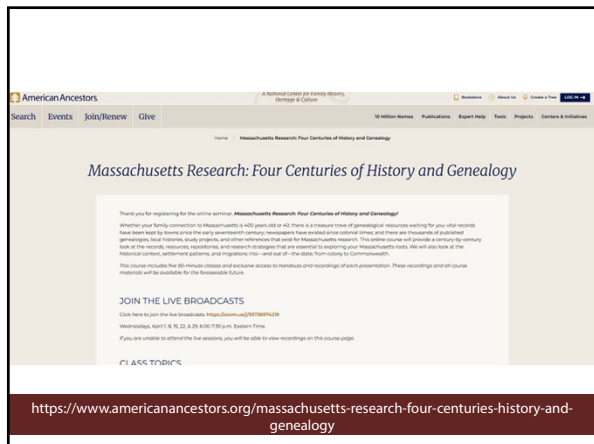 American Ancestors.
A National Center for Family History,
Heritage & Culture
Bookstore About Us Create a Tree LOG IN →
Search Events Join/Renew Give
10 Million Names Publications Expert Help Tools Projects Centers & Initiatives
Home | Massachusetts Research: Four Centuries of History and Genealogy
Massachusetts Research: Four Centuries of History and Genealogy
Thank you for registering for the online seminar, Massachusetts Research: Four Centuries of History and Genealogy!
Whether your family connection to Massachusetts is 400 years old or 40, there is a treasure trove of genealogical resources waiting for you: vital records
have been kept by towns since the early seventeenth century; newspapers have existed since colonial times; and there are thousands of published
genealogies, local histories, study projects, and other references that exist for Massachusetts research. This online course will provide a century-by-century
look at the records, resources, repositories, and research strategies that are essential to exploring your Massachusetts roots. We will also look at the
historical context, settlement patterns, and migrations into—and out of—the state, from colony to Commonwealth.
This course includes five 90-minute classes and exclusive access to handouts and recordings of each presentation. These recordings and all course
materials will be available for the foreseeable future.
JOIN THE LIVE BROADCASTS
Click here to join the live broadcasts:
Wednesdays, April 1, 8, 15, 22, & 29: 6:00-7:30 p.m. Eastern Time
If you are unable to attend the live sessions, you will be able to view recordings on this course page.
CLASS TOPICS
https://www.americanancestors.org/massachusetts-research-four-centuries-history-and-
genealogy